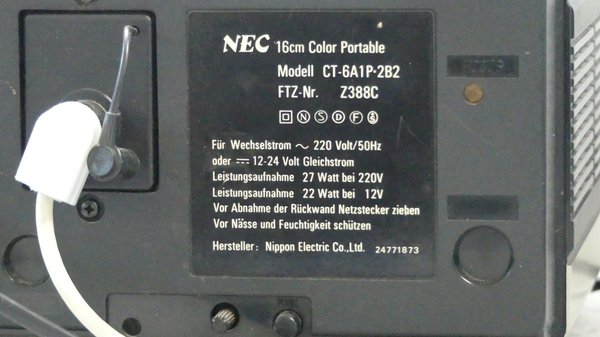 NEC 16cm Color Portable
Modell CT-6A1P-2B2
FTZ-Nr. Z388C
N S D F
Für Wechselstrom ∼ 220 Volt/50Hz
oder ⎓ 12-24 Volt Gleichstrom
Leistungsaufnahme 27 Watt bei 220V
Leistungsaufnahme 22 Watt bei 12V
Vor Abnahme der Rückwand Netzstecker ziehen
Vor Nässe und Feuchtigkeit schützen
Hersteller: Nippon Electric Co.,Ltd. 24771873